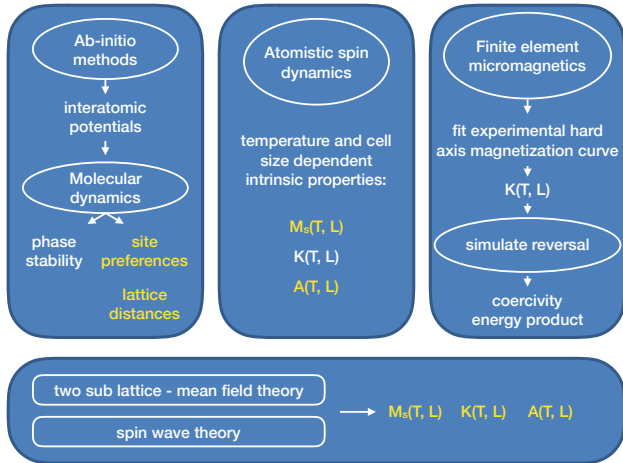 Ab-initio
methods
interatomic
potentials
Molecular
dynamics
phase
stability
site
preferences
lattice
distances
Atomistic spin
dynamics
temperature and cell
size dependent
intrinsic properties:
Ms(T, L)
K(T, L)
A(T, L)
Finite element
micromagnetics
fit experimental hard
axis magnetization curve
K(T, L)
simulate reversal
coercivity
energy product
two sub lattice - mean field theory
spin wave theory
Ms(T, L) K(T, L) A(T, L)